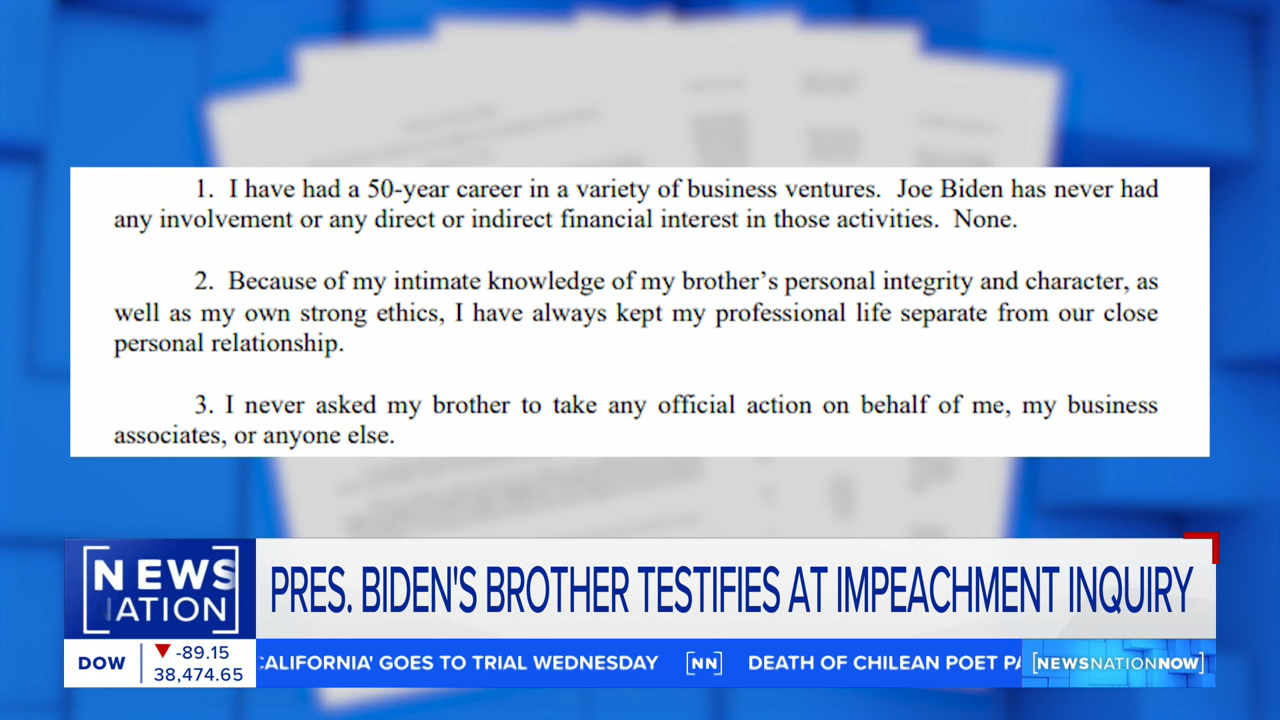 1. I have had a 50-year career in a variety of business ventures. Joe Biden has never had
any involvement or any direct or indirect financial interest in those activities. None.
2. Because of my intimate knowledge of my brother's personal integrity and character, as
well as my own strong ethics, I have always kept my professional life separate from our close
personal relationship.
3. I never asked my brother to take any official action on behalf of me, my business
associates, or anyone else.
NEWS
NATION
PRES. BIDEN'S BROTHER TESTIFIES AT IMPEACHMENT INQUIRY
DOW
-89.15
38,474.65
CALIFORNIA' GOES TO TRIAL WEDNESDAY [NN] DEATH OF CHILEAN POET
[NEWSNATIONNOW]